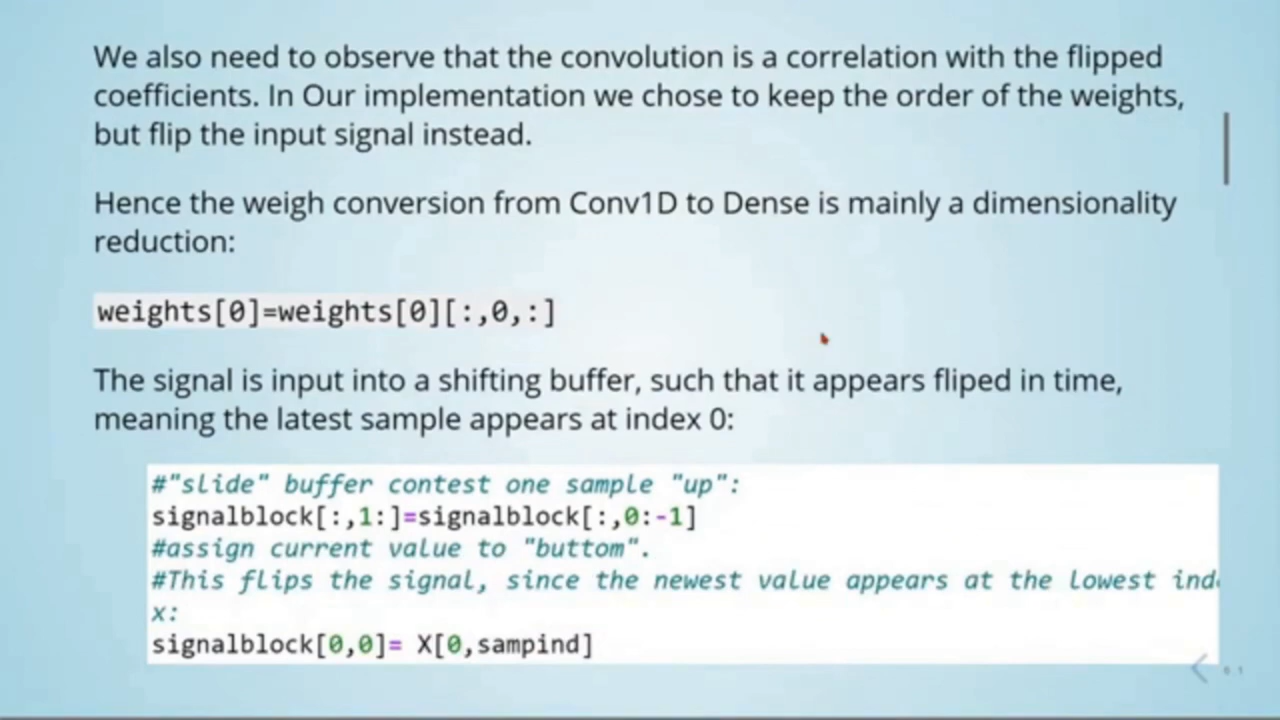 We also need to observe that the convolution is a correlation with the flipped
coefficients. In Our implementation we chose to keep the order of the weights,
but flip the input signal instead.
Hence the weigh conversion from Conv1D to Dense is mainly a dimensionality
reduction:
weights[0]=weights[0][:,0,:]
The signal is input into a shifting buffer, such that it appears fliped in time,
meaning the latest sample appears at index 0:
#"slide" buffer contest one sample "up":
signalblock[:,1:]=signalblock[:,0:-1]
#assign current value to "buttom".
#This flips the signal, since the newest value appears at the lowest inde
x:
signalblock[0,0]= X[0,sampind]